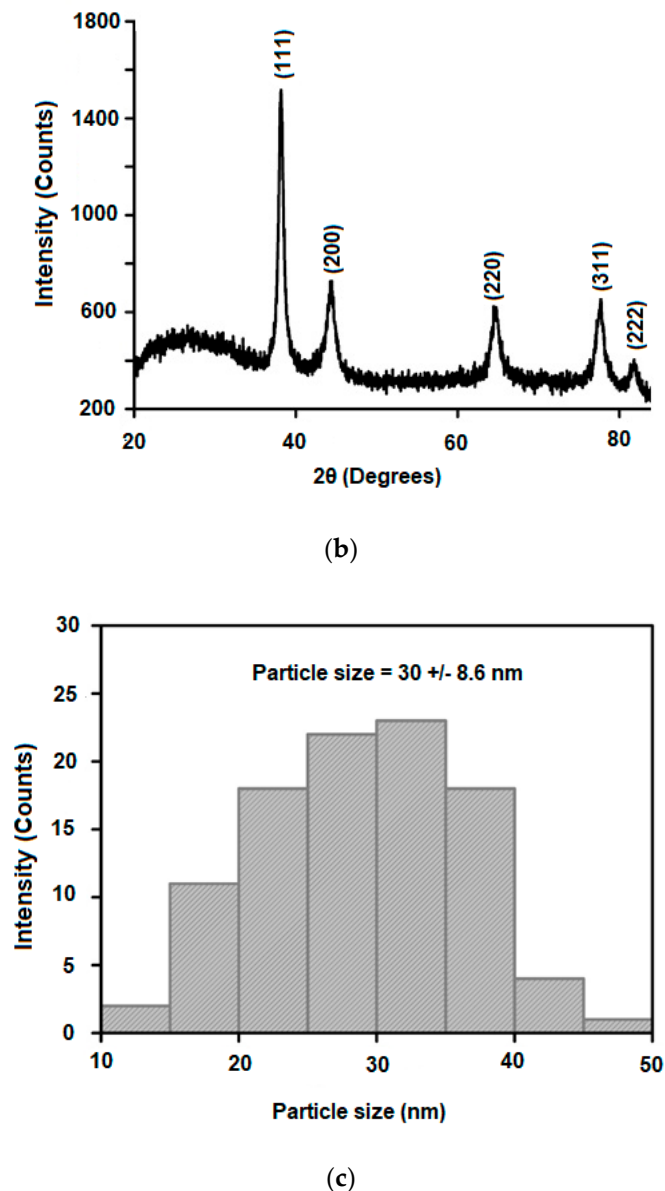 1800
1400
1000
600
200
Intensity (Counts)
(111)
(200)
(220)
(311)
(222)
20 40 60 80
2θ (Degrees)
(b)
30
25
20
15
10
5
0
Intensity (Counts)
Particle size = 30 +/- 8.6 nm
10 20 30 40 50
Particle size (nm)
(c)